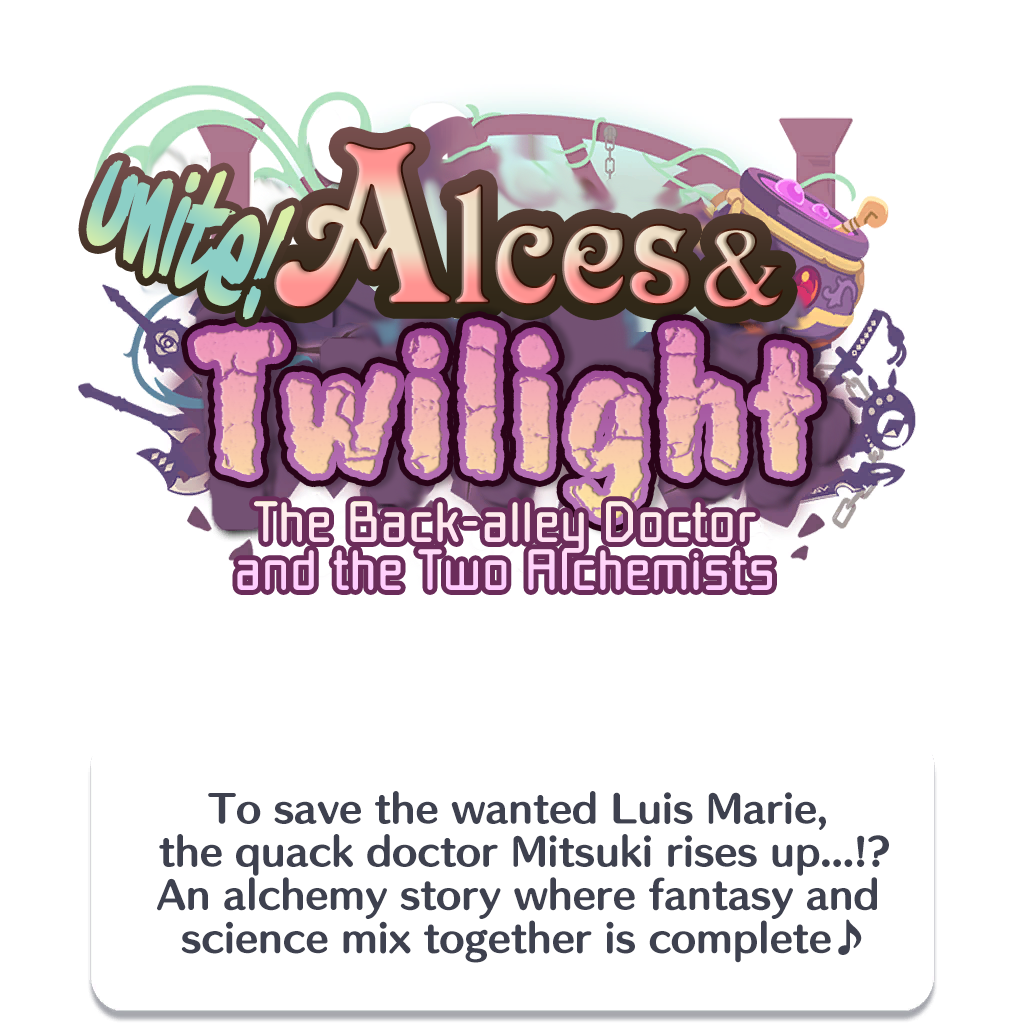 Unite! Alces &
Twilight
The Back-alley Doctor
and the Two Alchemists
To save the wanted Luis Marie,
the quack doctor Mitsuki rises up...!?
An alchemy story where fantasy and
science mix together is complete♪